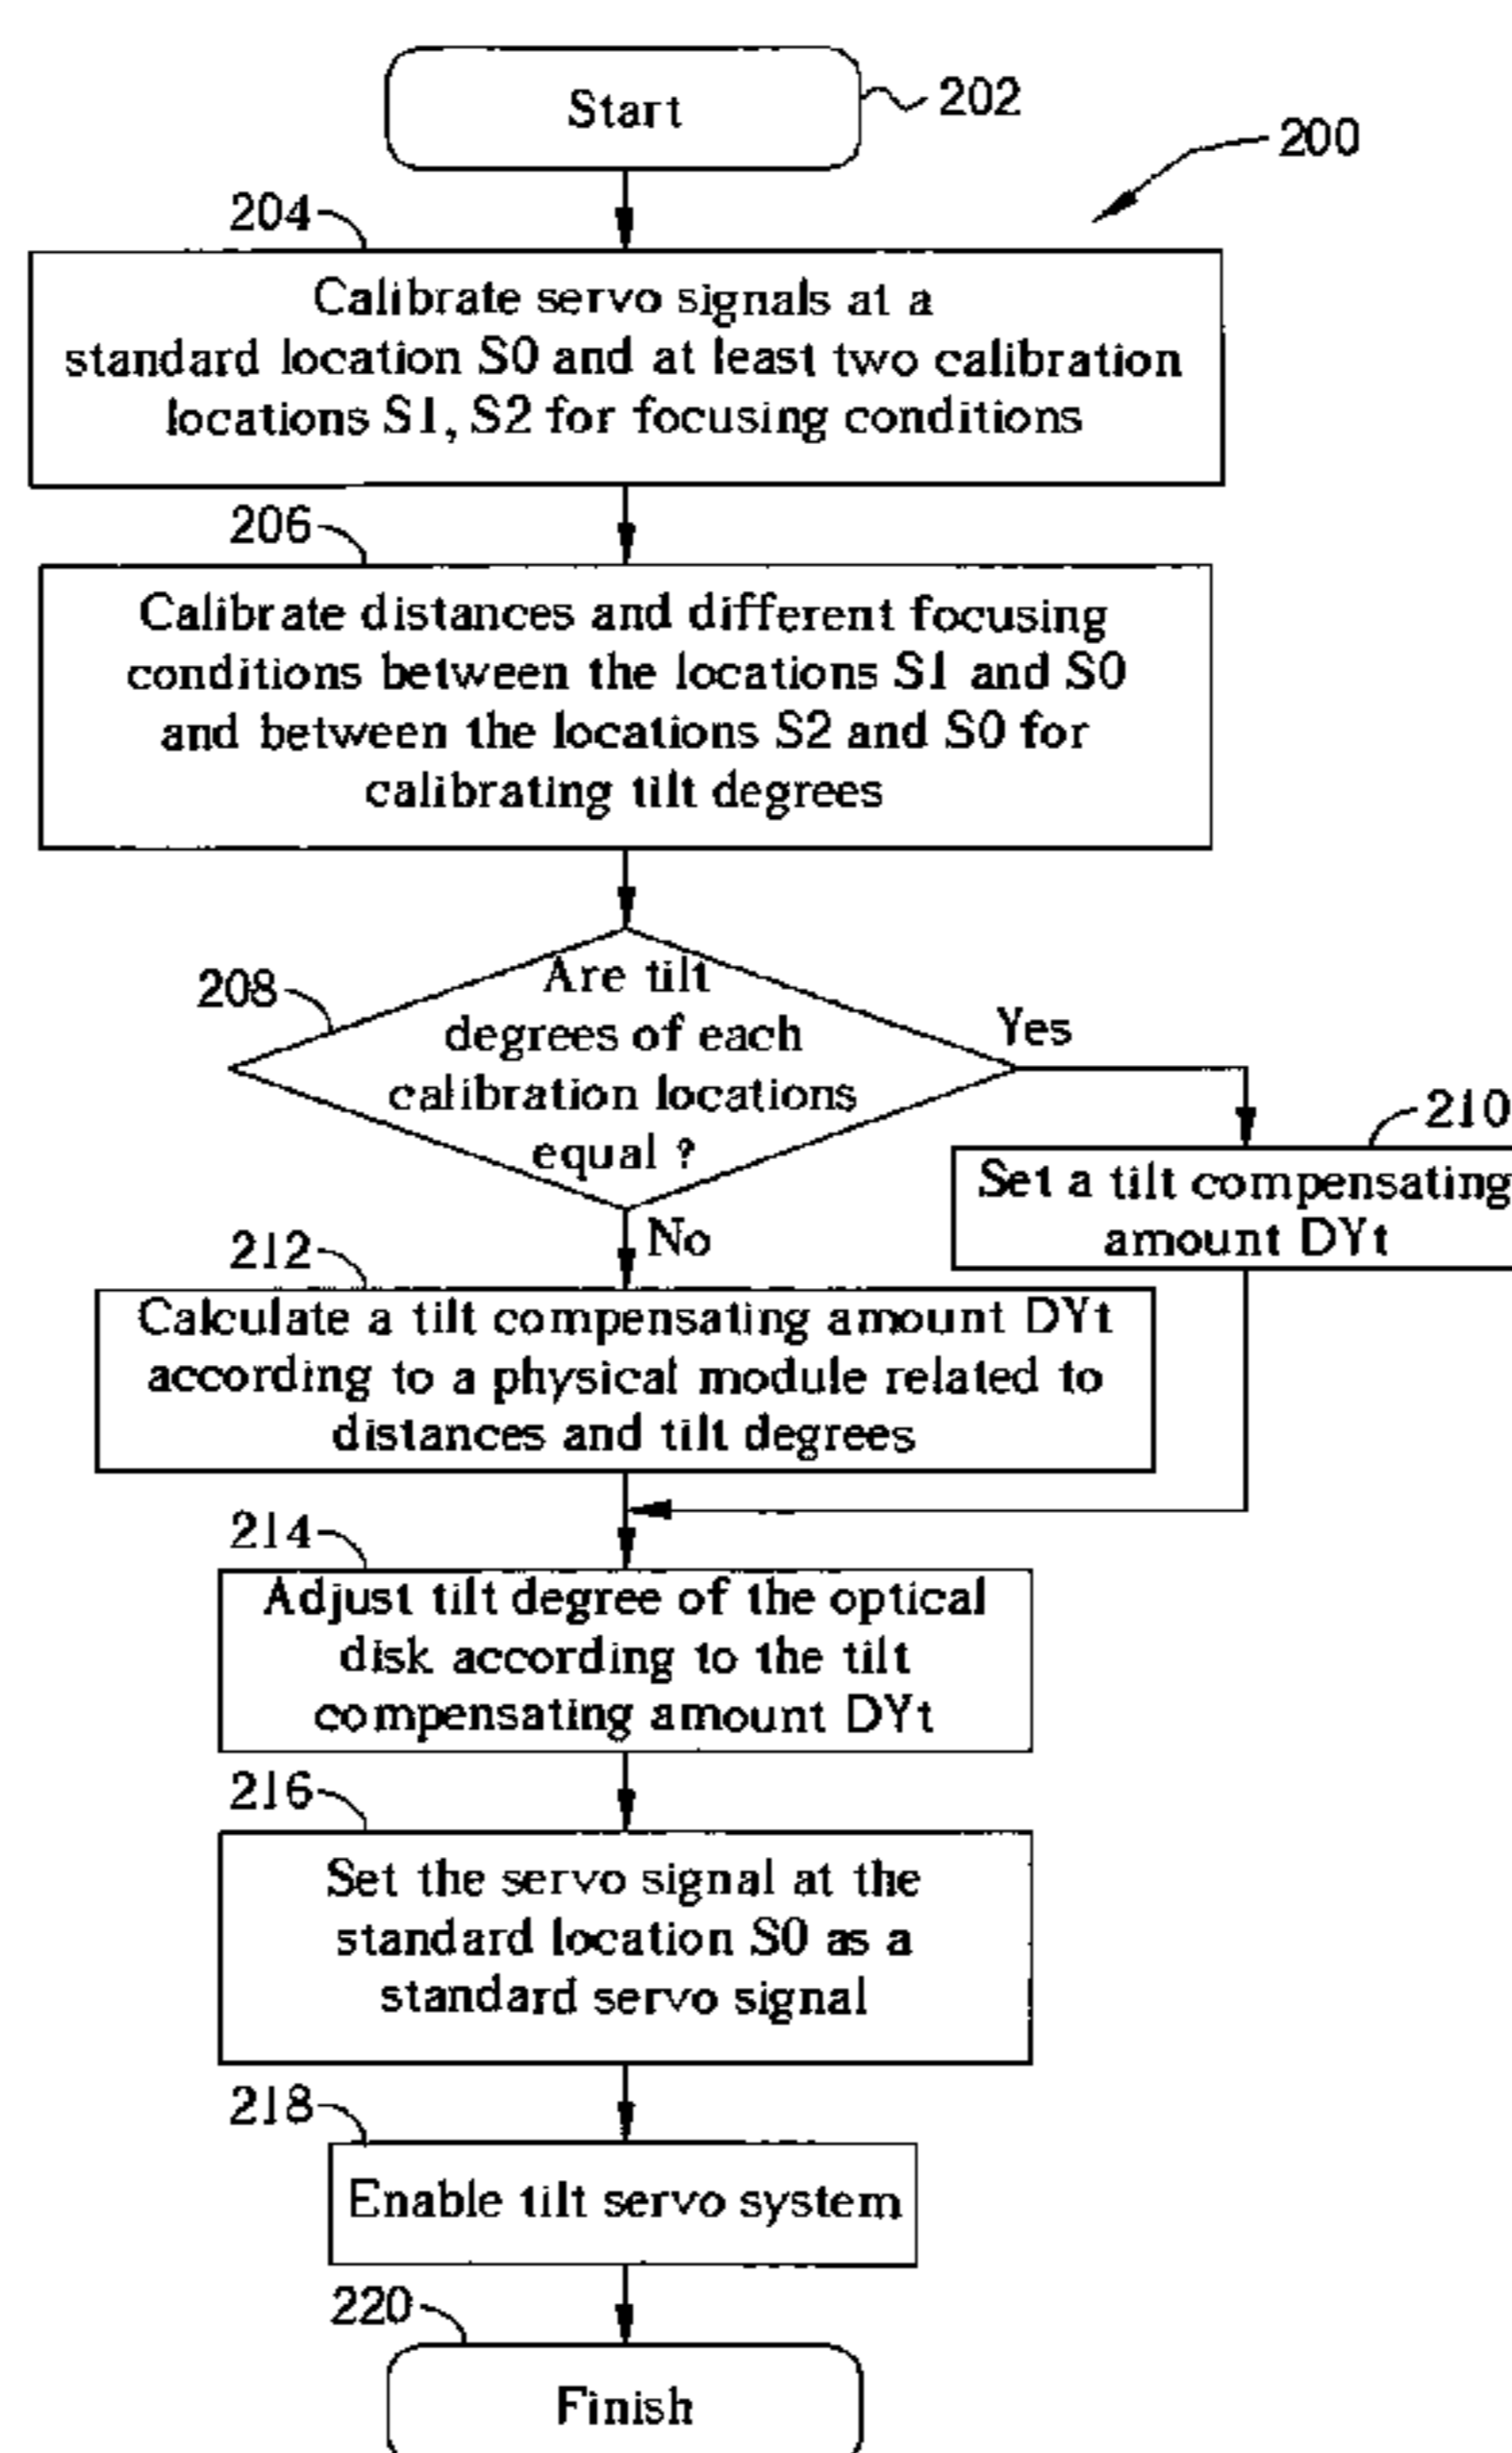 Start
202
200
204
Calibrate servo signals at a
standard location S0 and at least two calibration
locations S1, S2 for focusing conditions
206
Calibrate distances and different focusing
conditions between the locations S1 and S0
and between the locations S2 and S0 for
calibrating tilt degrees
208
Are tilt
degrees of each
calibration locations
equal ?
Yes
210
Set a tilt compensating
amount DYt
No
212
Calculate a tilt compensating amount DYt
according to a physical module related to
distances and tilt degrees
214
Adjust tilt degree of the optical
disk according to the tilt
compensating amount DYt
216
Set the servo signal at the
standard location S0 as a
standard servo signal
218
Enable tilt servo system
220
Finish